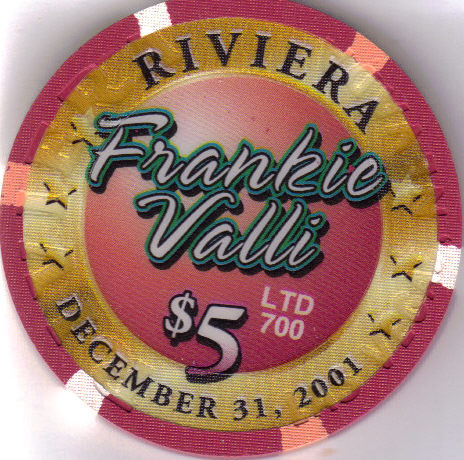 RIVIERA
Frankie
Valli
$5
LTD
700
DECEMBER 31, 2001